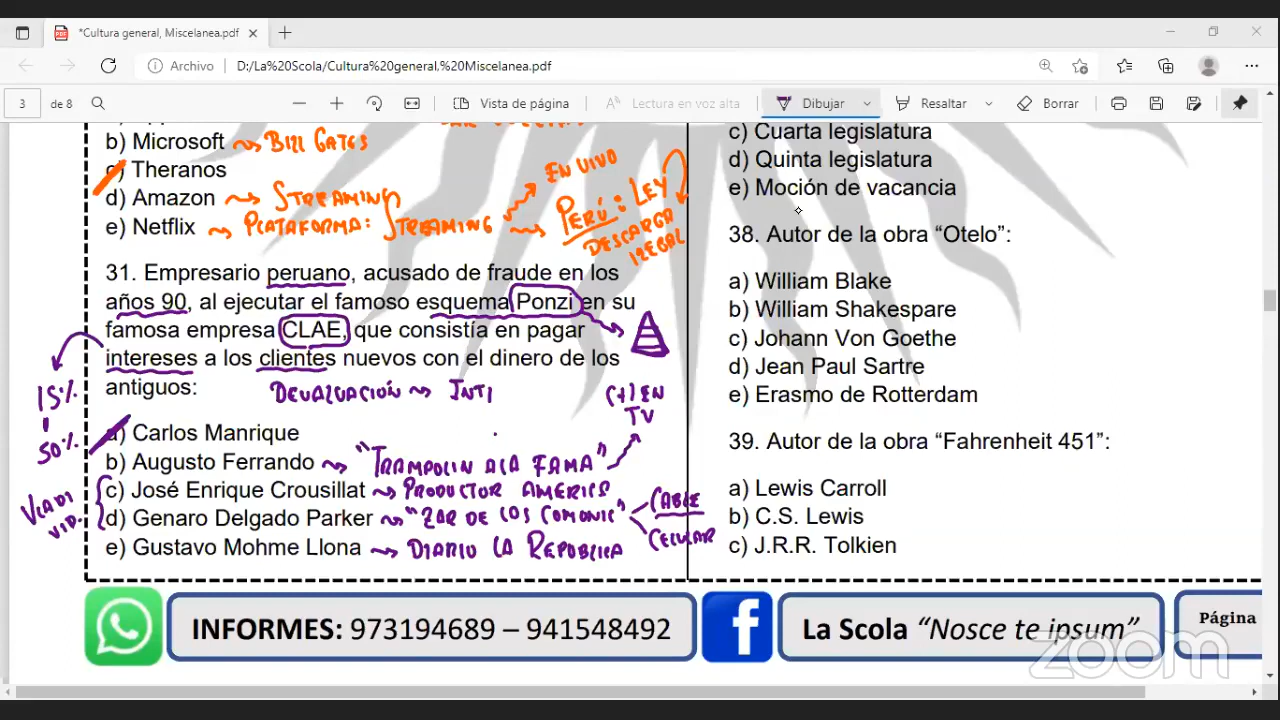 *Cultura general, Miscelanea.pdf
Archivo D:/La%20Scola/Cultura%20general,%20Miscelanea.pdf
3 de 8 Vista de página Lectura en voz alta Dibujar Resaltar Borrar
b) Microsoft BILL GATES
c) Theranos
d) Amazon STREAMING
e) Netflix PLATAFORMA: STREAMING
EN VIVO
PERÚ: LEY
DESCARGA
ILEGAL
31. Empresario peruano, acusado de fraude en los
años 90, al ejecutar el famoso esquema Ponzi en su
famosa empresa CLAE, que consistía en pagar
intereses a los clientes nuevos con el dinero de los
antiguos:
DEVALUACIÓN INTI
15%
50%
(+) EN
TV
a) Carlos Manrique
b) Augusto Ferrando "TRAMPOLIN A LA FAMA"
c) José Enrique Crousillat PRODUCTOR AMERICA
d) Genaro Delgado Parker "ZAR DE LOS COMUNIC"
CABLE
CELULAR
VLADI
VID.
e) Gustavo Mohme Llona DIARIO LA REPUBLICA
c) Cuarta legislatura
d) Quinta legislatura
e) Moción de vacancia
38. Autor de la obra “Otelo”:
a) William Blake
b) William Shakespare
c) Johann Von Goethe
d) Jean Paul Sartre
e) Erasmo de Rotterdam
39. Autor de la obra “Fahrenheit 451”:
a) Lewis Carroll
b) C.S. Lewis
c) J.R.R. Tolkien
INFORMES: 973194689 – 941548492
La Scola “Nosce te ipsum”
Página
zoom